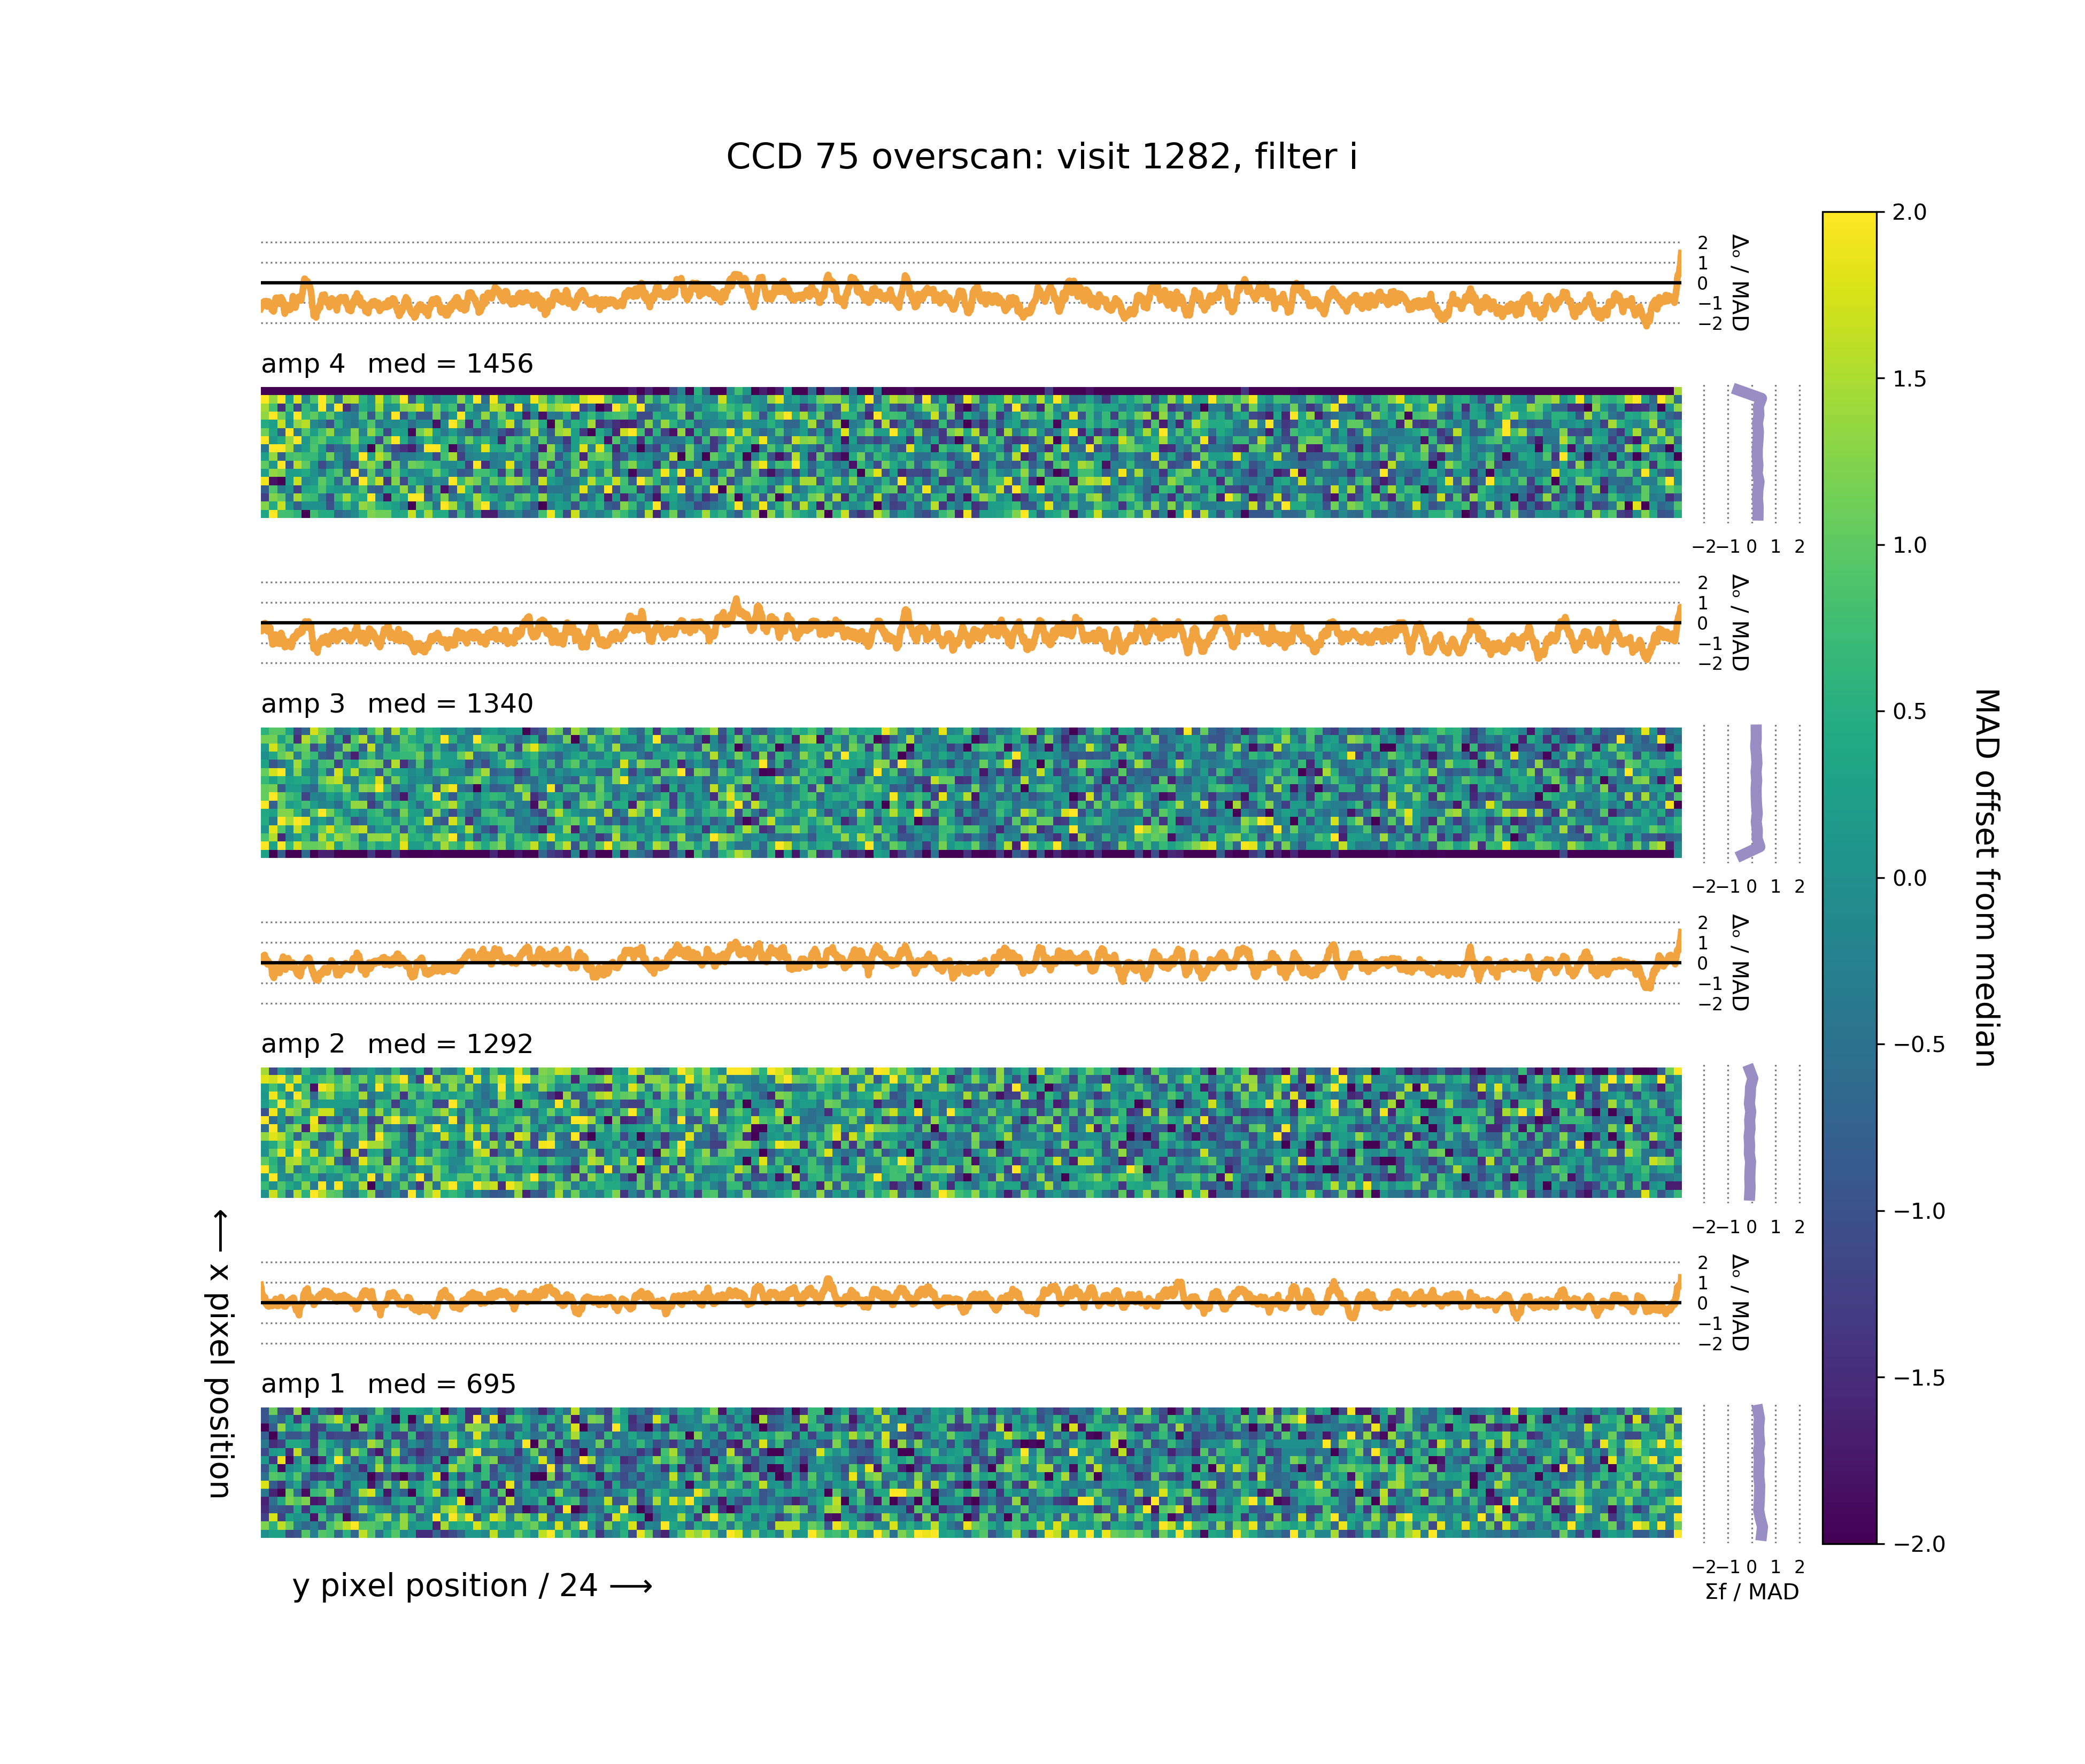 CCD 75 overscan: visit 1282, filter i
2
1
0
−1
−2
Δₒ / MAD
amp 4 med = 1456
−2 −1 0 1 2
2
1
0
−1
−2
Δₒ / MAD
amp 3 med = 1340
−2 −1 0 1 2
2
1
0
−1
−2
Δₒ / MAD
amp 2 med = 1292
−2 −1 0 1 2
2
1
0
−1
−2
Δₒ / MAD
amp 1 med = 695
−2 −1 0 1 2
Σf / MAD
y pixel position / 24 ⟶
⟵ x pixel position
2.0
1.5
1.0
0.5
0.0
−0.5
−1.0
−1.5
−2.0
MAD offset from median